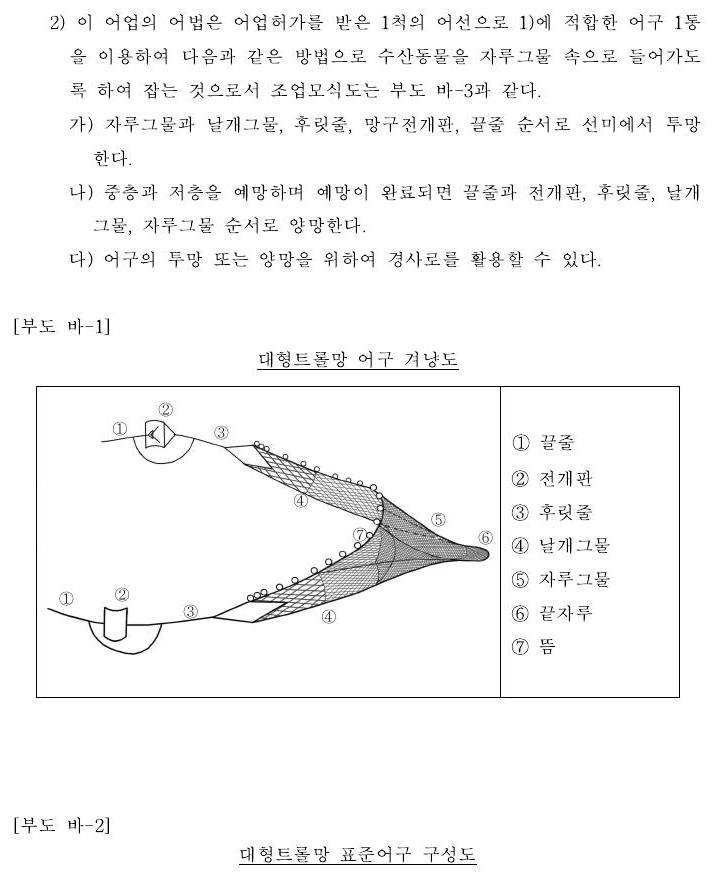 2) 이 어업의 어법은 어업허가를 받은 1척의 어선으로 1)에 적합한 어구 1통
을 이용하여 다음과 같은 방법으로 수산동물을 자루그물 속으로 들어가도
록 하여 잡는 것으로서 조업모식도는 부도 바-3과 같다.
가) 자루그물과 날개그물, 후릿줄, 망구전개판, 끌줄 순서로 선미에서 투망
한다.
나) 중층과 저층을 예망하며 예망이 완료되면 끌줄과 전개판, 후릿줄, 날개
그물, 자루그물 순서로 양망한다.
다) 어구의 투망 또는 양망을 위하여 경사로를 활용할 수 있다.
[부도 바-1]
대형트롤망 어구 겨냥도
① ② ③ ④ ⑤ ⑥
⑦
① ② ③ ④
① 끌줄
② 전개판
③ 후릿줄
④ 날개그물
⑤ 자루그물
⑥ 끝자루
⑦ 뜸
[부도 바-2]
대형트롤망 표준어구 구성도